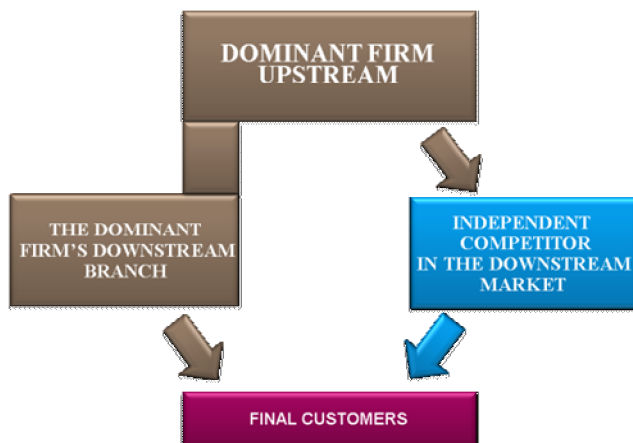 DOMINANT FIRM
UPSTREAM
THE DOMINANT
FIRM'S DOWNSTREAM
BRANCH
INDEPENDENT
COMPETITOR
IN THE DOWNSTREAM
MARKET
FINAL CUSTOMERS